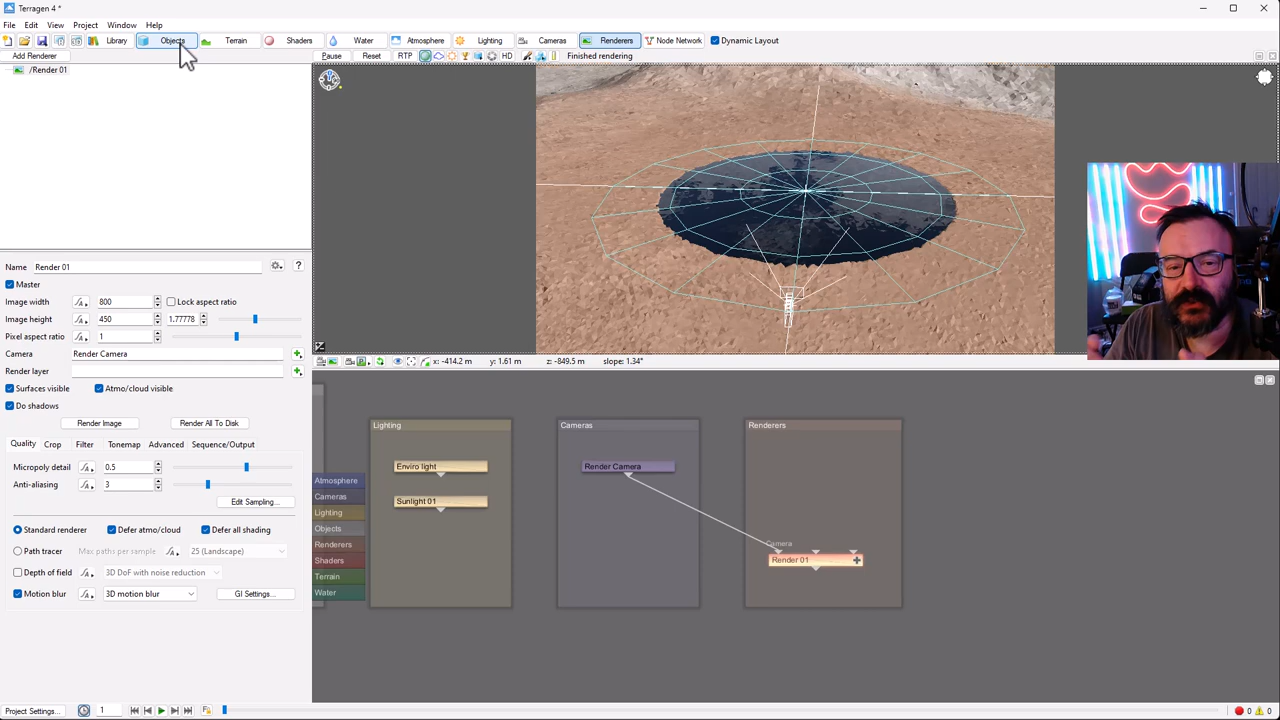 Terragen 4 *
File Edit View Project Window Help
Library Objects Terrain Shaders Water Atmosphere Lighting Cameras Renderers Node Network Dynamic Layout
Add Renderer Pause Reset RTP HD Finished rendering
/Render 01
Name Render 01 ?
Master
Image width 800 Lock aspect ratio
Image height 450 1.77778
Pixel aspect ratio 1
Camera Render Camera
Render layer
Surfaces visible Atmo/cloud visible
Do shadows
Render Image Render All To Disk
Quality Crop Filter Tonemap Advanced Sequence/Output
Micropoly detail 0.5
Anti-aliasing 3
Edit Sampling...
Standard renderer Defer atmo/cloud Defer all shading
Path tracer Max paths per sample 25 (Landscape)
Depth of field 3D DoF with noise reduction
Motion blur 3D motion blur GI Settings...
x: -414.2 m y: 1.61 m z: -849.5 m slope: 1.34°
Lighting Cameras Renderers
Enviro light Render Camera
Sunlight 01
Camera
Render 01 +
Atmosphere
Cameras
Lighting
Objects
Renderers
Shaders
Terrain
Water
Project Settings... 1 0 0